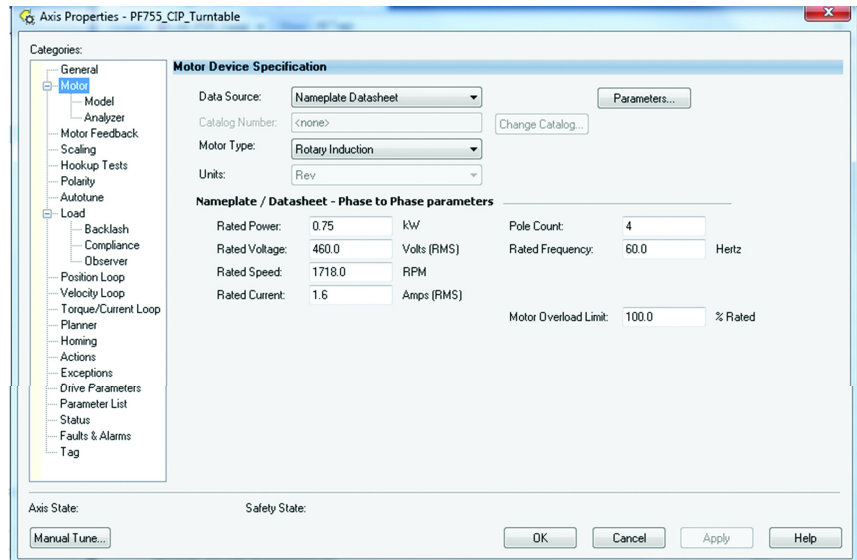 Axis Properties - PF755_CIP_Turntable
X
Categories:
General
Motor
Model
Analyzer
Motor Feedback
Scaling
Hookup Tests
Polarity
Autotune
Load
Backlash
Compliance
Observer
Position Loop
Velocity Loop
Torque/Current Loop
Planner
Homing
Actions
Exceptions
Drive Parameters
Parameter List
Status
Faults & Alarms
Tag
Motor Device Specification
Data Source: Nameplate Datasheet Parameters...
Catalog Number: <none> Change Catalog...
Motor Type: Rotary Induction
Units: Rev
Nameplate / Datasheet - Phase to Phase parameters
Rated Power: 0.75 kW Pole Count: 4
Rated Voltage: 460.0 Volts (RMS) Rated Frequency: 60.0 Hertz
Rated Speed: 1718.0 RPM
Rated Current: 1.6 Amps (RMS)
Motor Overload Limit: 100.0 % Rated
Axis State: Safety State:
Manual Tune... OK Cancel Apply Help